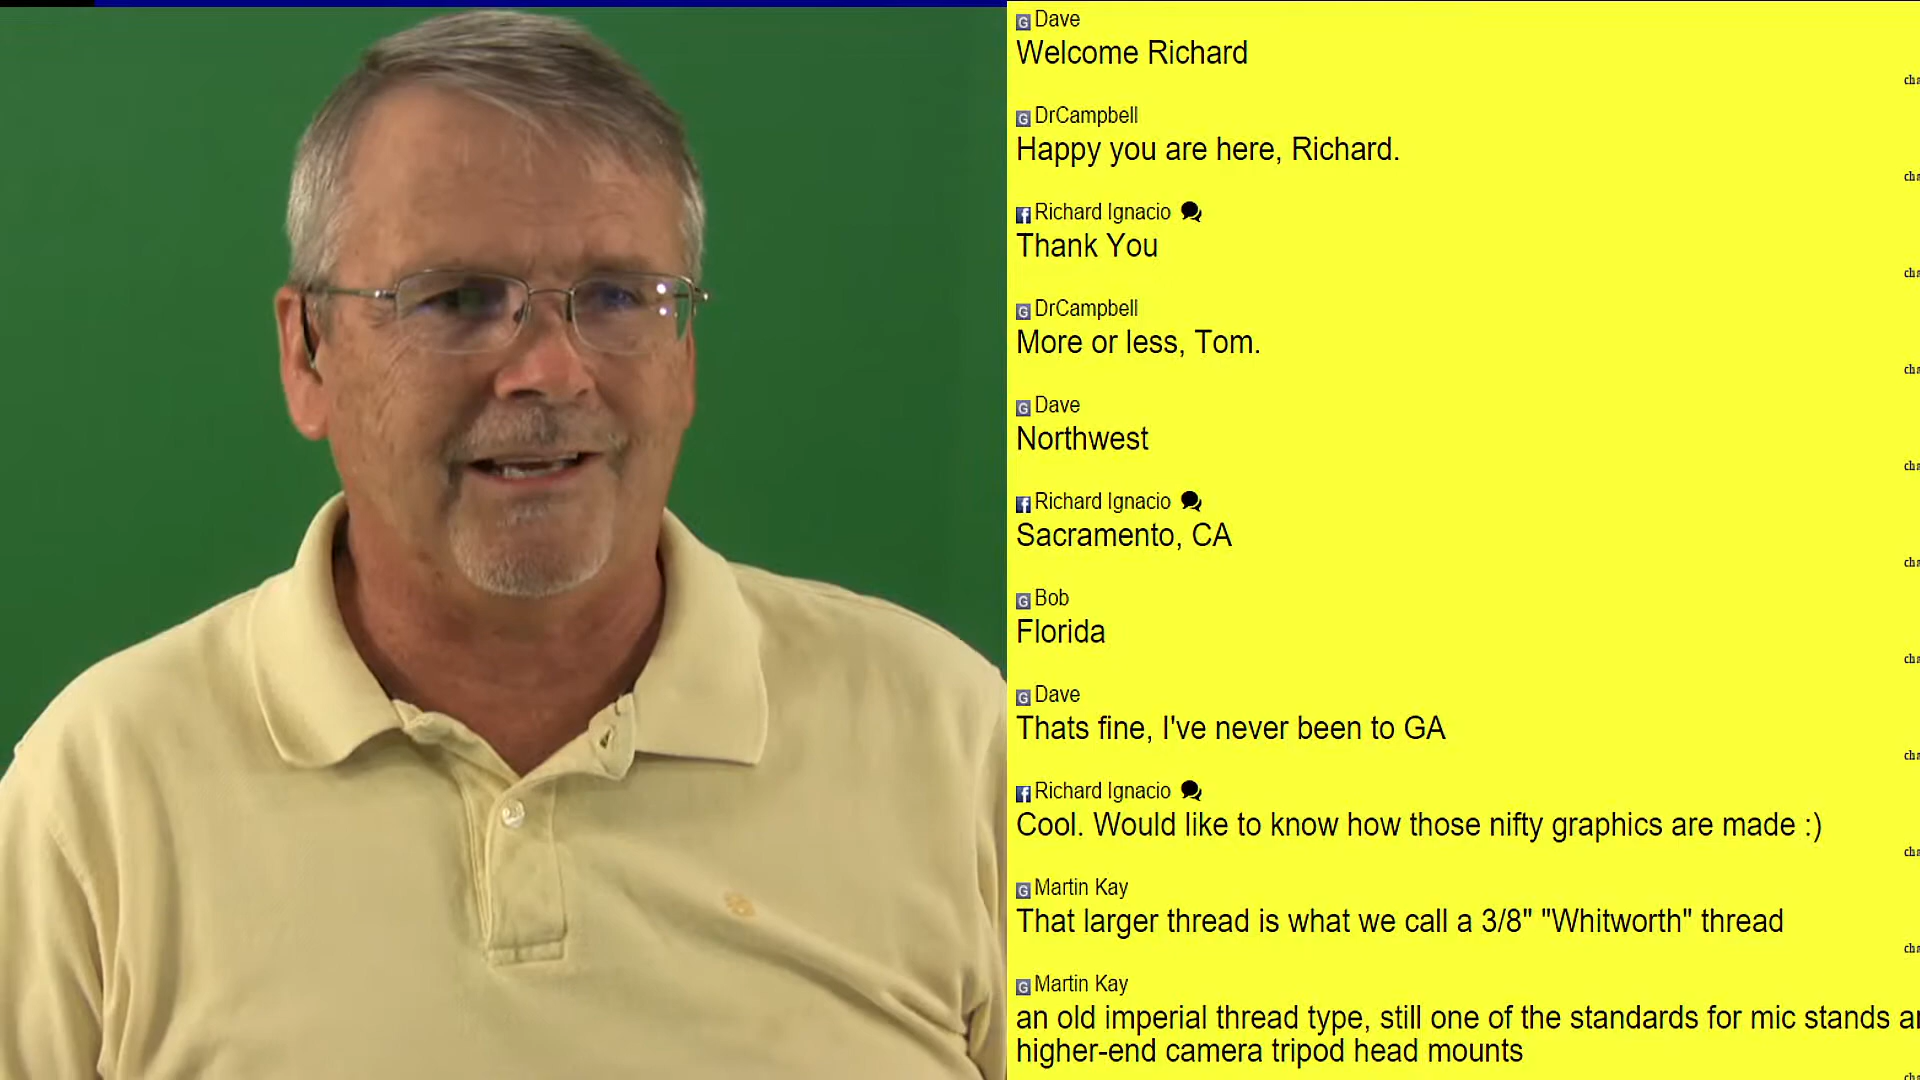 Dave
Welcome Richard
DrCampbell
Happy you are here, Richard.
Richard Ignacio
Thank You
DrCampbell
More or less, Tom.
Dave
Northwest
Richard Ignacio
Sacramento, CA
Bob
Florida
Dave
Thats fine, I've never been to GA
Richard Ignacio
Cool. Would like to know how those nifty graphics are made :)
Martin Kay
That larger thread is what we call a 3/8" "Whitworth" thread
Martin Kay
an old imperial thread type, still one of the standards for mic stands
higher-end camera tripod head mounts